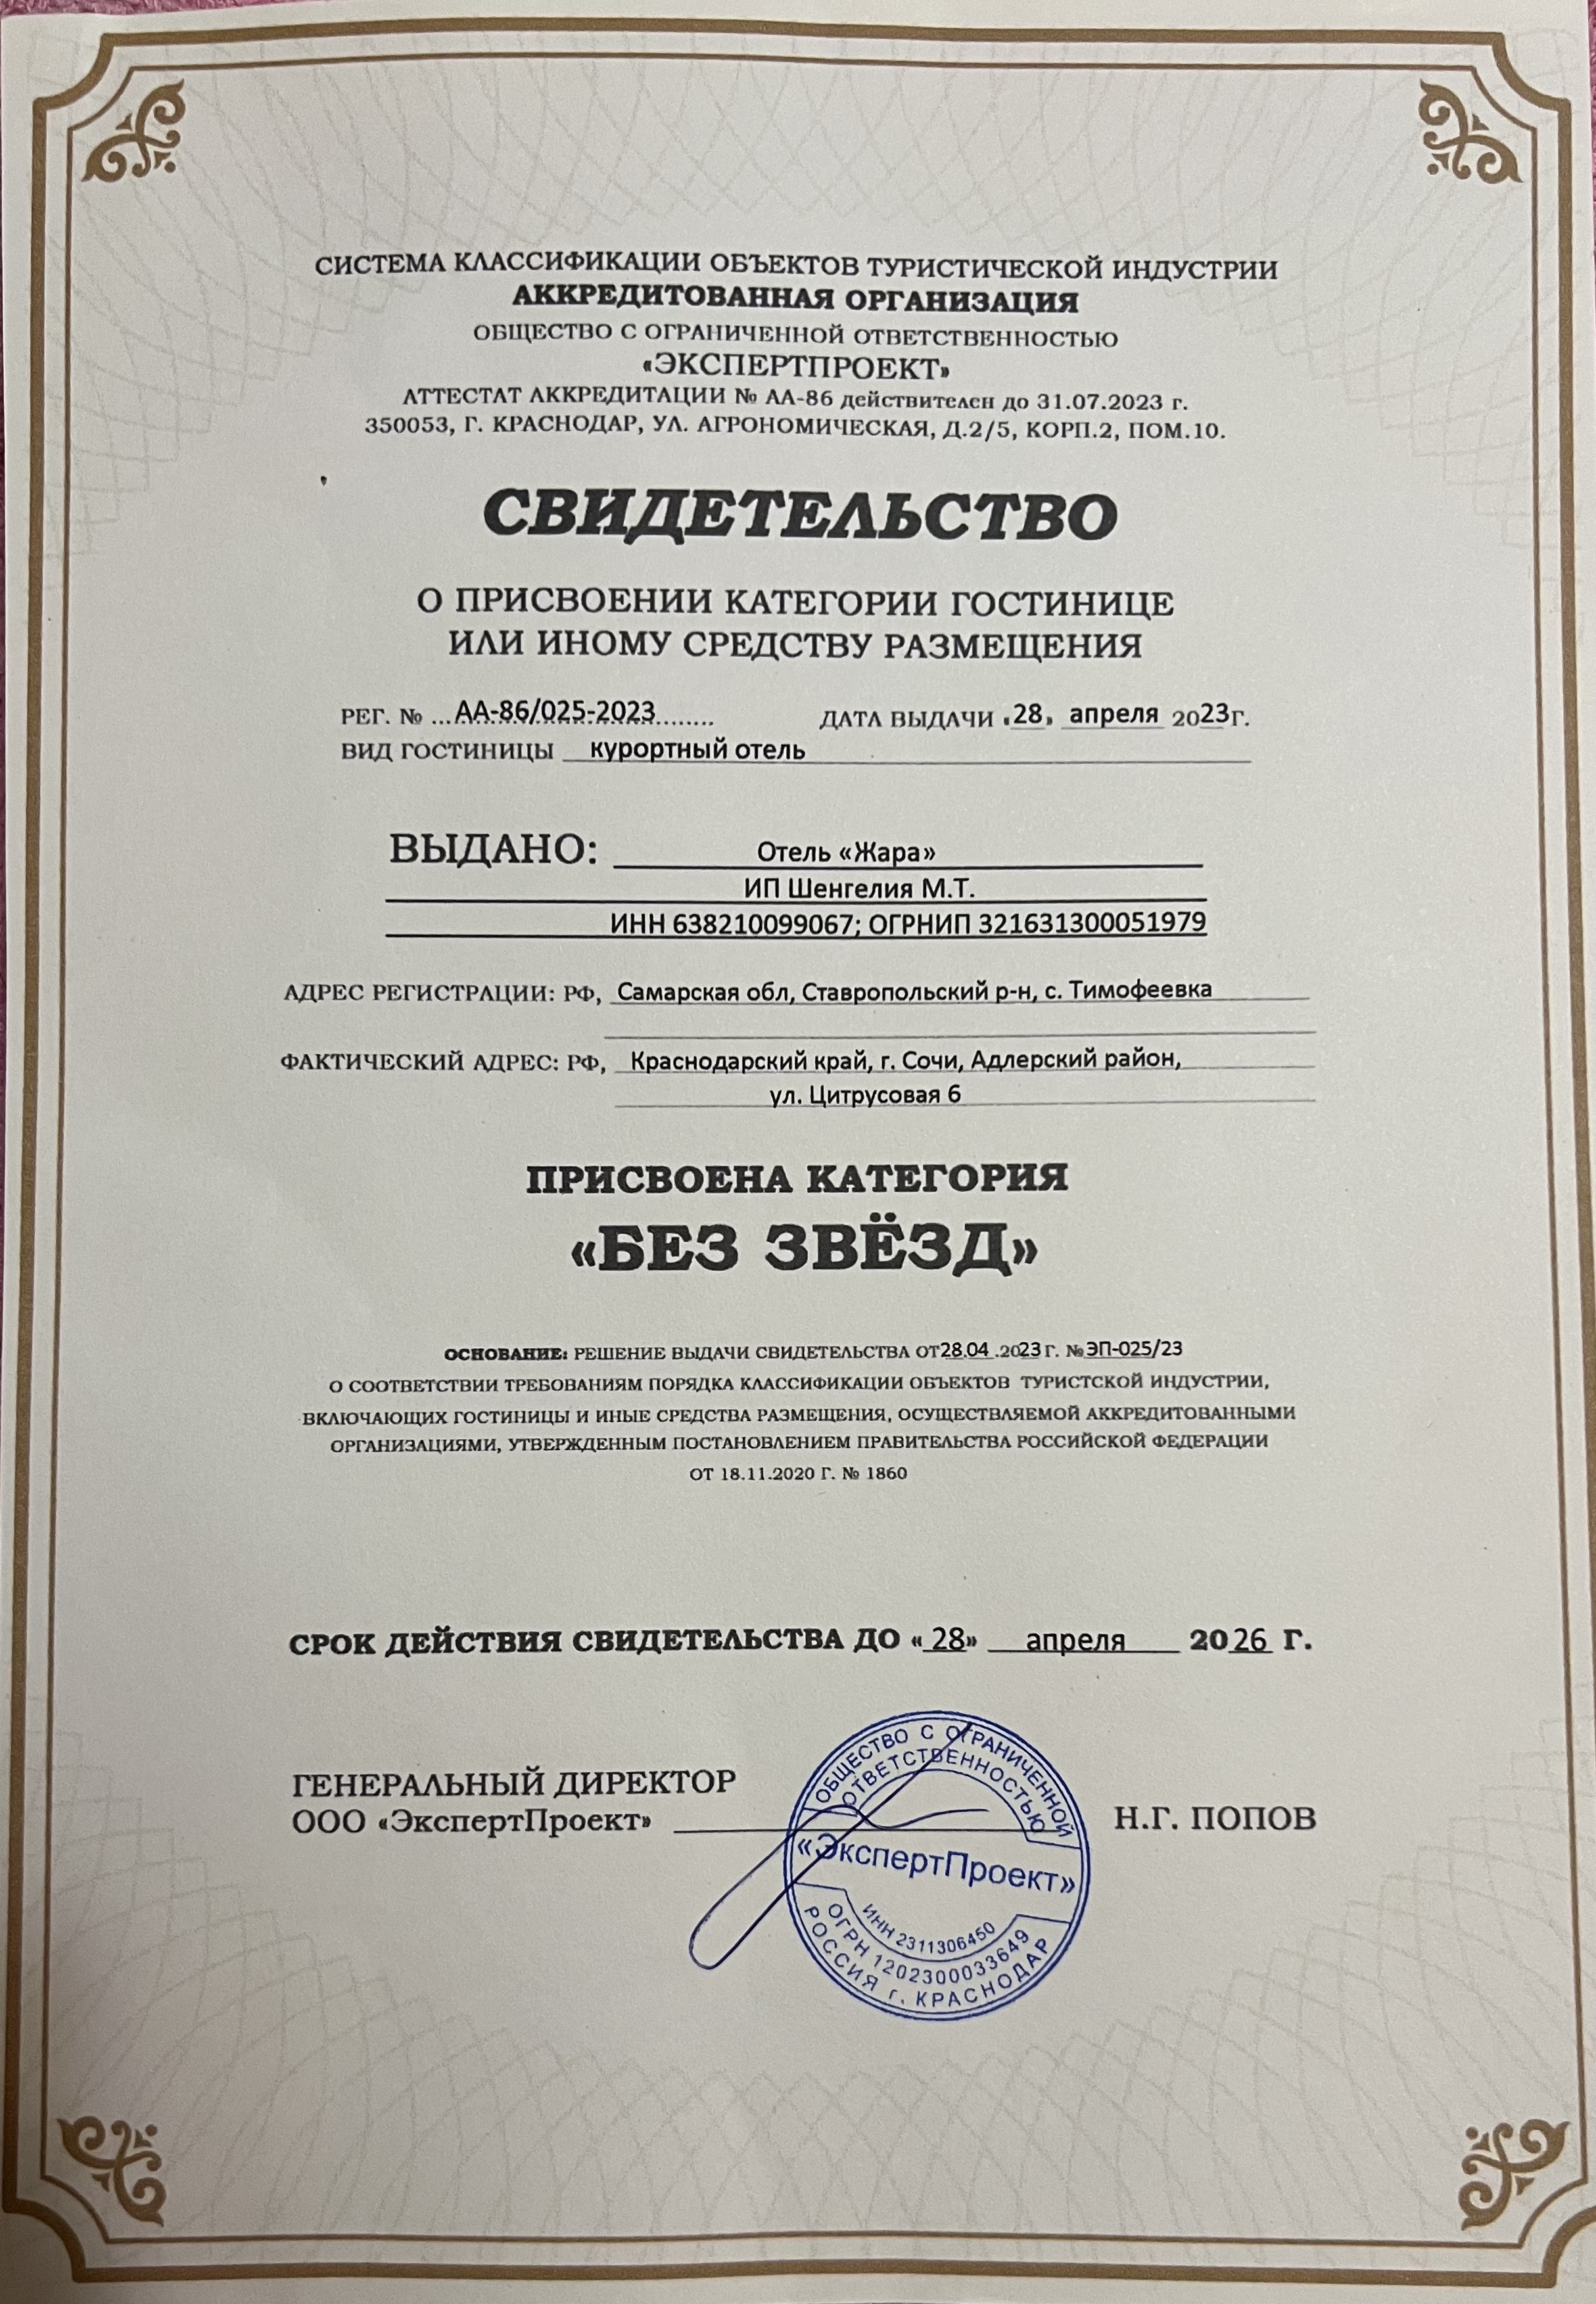 СИСТЕМА КЛАССИФИКАЦИИ ОБЪЕКТОВ ТУРИСТИЧЕСКОЙ ИНДУСТРИИ
АККРЕДИТОВАННАЯ ОРГАНИЗАЦИЯ
ОБЩЕСТВО С ОГРАНИЧЕННОЙ ОТВЕТСТВЕННОСТЬЮ
«ЭКСПЕРТПРОЕКТ»
АТТЕСТАТ АККРЕДИТАЦИИ № АА-86 действителен до 31.07.2023 г.
350053, Г. КРАСНОДАР, УЛ. АГРОНОМИЧЕСКАЯ, Д.2/5, КОРП.2, ПОМ.10.
СВИДЕТЕЛЬСТВО
О ПРИСВОЕНИИ КАТЕГОРИИ ГОСТИНИЦЕ
ИЛИ ИНОМУ СРЕДСТВУ РАЗМЕЩЕНИЯ
РЕГ. № ...АА-86/025-2023........ ДАТА ВЫДАЧИ «28» апреля 2023г.
ВИД ГОСТИНИЦЫ курортный отель
ВЫДАНО: Отель «Жара»
ИП Шенгелия М.Т.
ИНН 638210099067; ОГРНИП 321631300051979
АДРЕС РЕГИСТРАЦИИ: РФ, Самарская обл, Ставропольский р-н, с. Тимофеевка
ФАКТИЧЕСКИЙ АДРЕС: РФ, Краснодарский край, г. Сочи, Адлерский район,
ул. Цитрусовая 6
ПРИСВОЕНА КАТЕГОРИЯ
«БЕЗ ЗВЁЗД»
ОСНОВАНИЕ: РЕШЕНИЕ ВЫДАЧИ СВИДЕТЕЛЬСТВА ОТ28.04 .2023 Г. №ЭП-025/23
О СООТВЕТСТВИИ ТРЕБОВАНИЯМ ПОРЯДКА КЛАССИФИКАЦИИ ОБЪЕКТОВ ТУРИСТСКОЙ ИНДУСТРИИ,
ВКЛЮЧАЮЩИХ ГОСТИНИЦЫ И ИНЫЕ СРЕДСТВА РАЗМЕЩЕНИЯ, ОСУЩЕСТВЛЯЕМОЙ АККРЕДИТОВАННЫМИ
ОРГАНИЗАЦИЯМИ, УТВЕРЖДЕННЫМ ПОСТАНОВЛЕНИЕМ ПРАВИТЕЛЬСТВА РОССИЙСКОЙ ФЕДЕРАЦИИ
ОТ 18.11.2020 Г. № 1860
СРОК ДЕЙСТВИЯ СВИДЕТЕЛЬСТВА ДО «28» апреля 2026 Г.
ГЕНЕРАЛЬНЫЙ ДИРЕКТОР
ООО «ЭкспертПроект» Н.Г. ПОПОВ
ОБЩЕСТВО С ОГРАНИЧЕННОЙ
ОТВЕТСТВЕННОСТЬЮ
«ЭкспертПроект»
ИНН 2311306450
ОГРН 1202300033649
РОССИЯ г. КРАСНОДАР